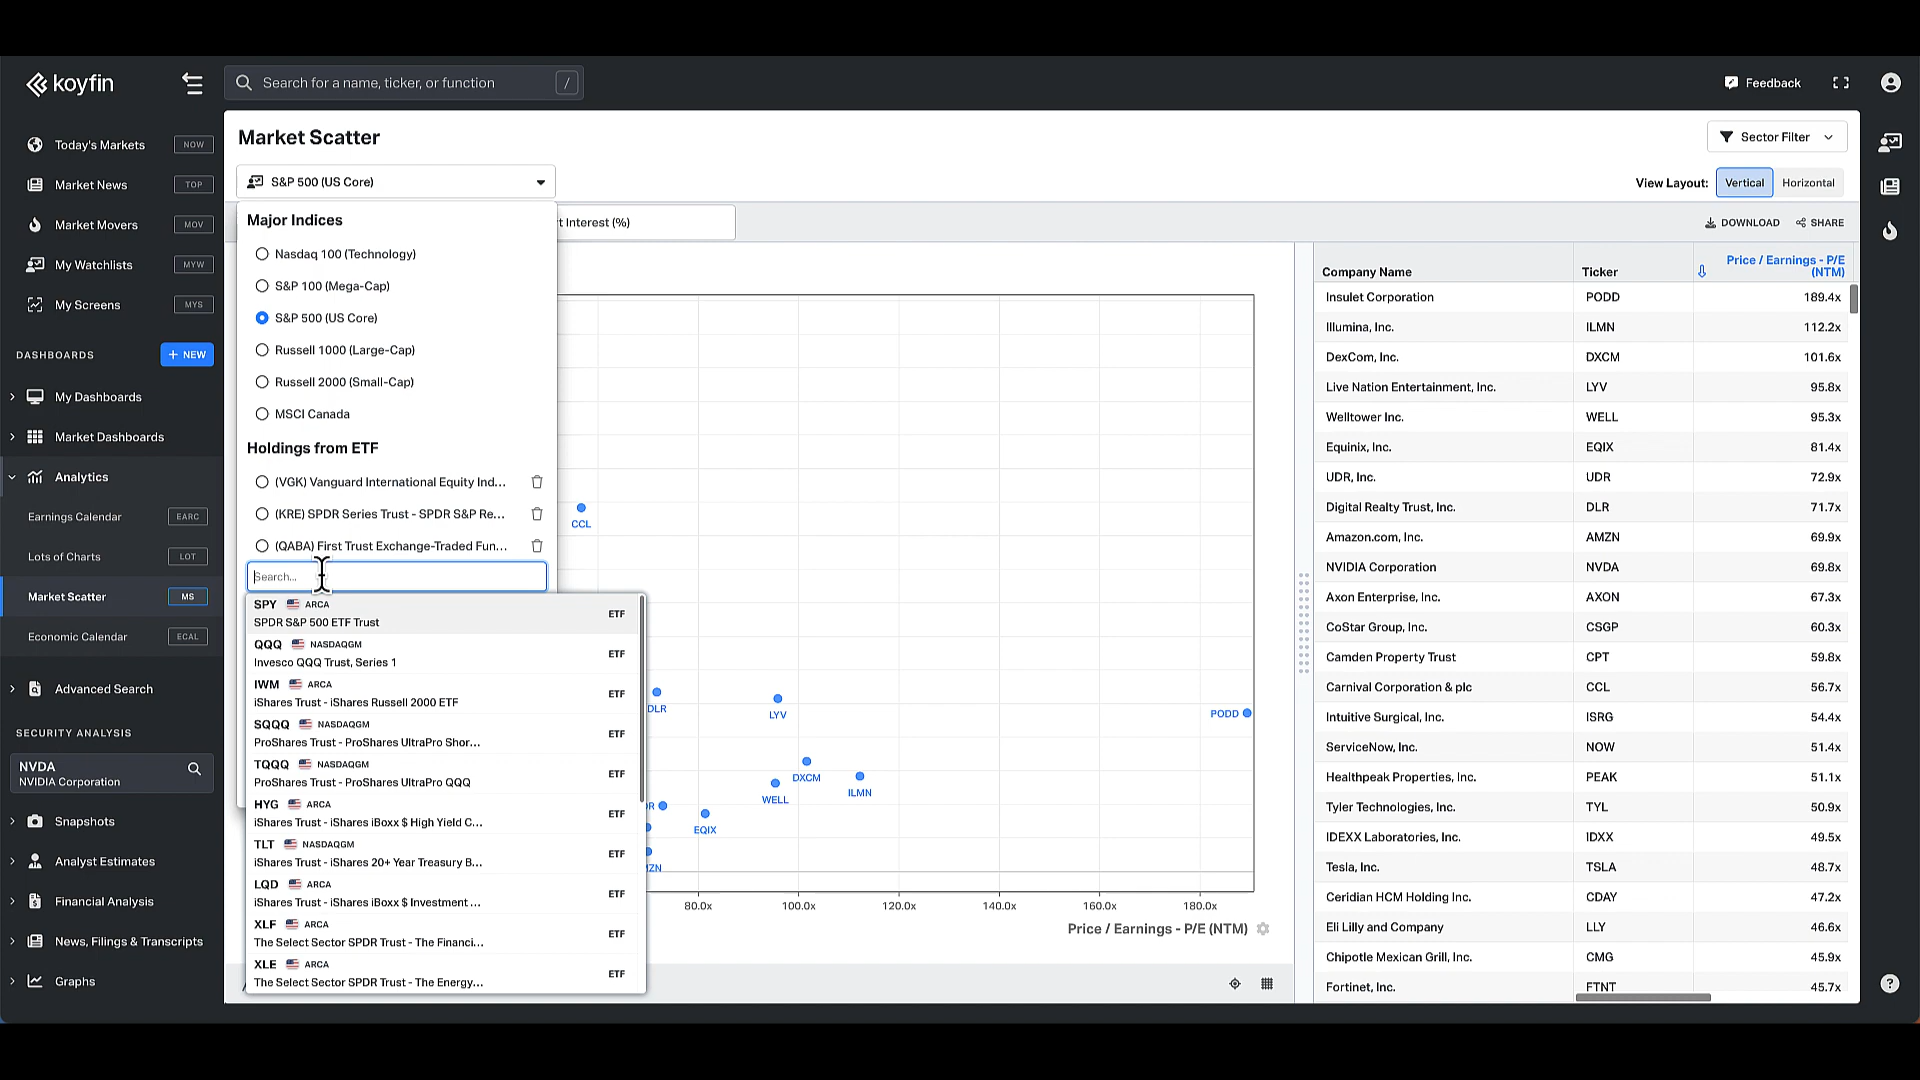 koyfin
Search for a name, ticker, or function
/
Feedback
Today's Markets
NOW
Market News
TOP
Market Movers
MOV
My Watchlists
MYW
My Screens
MYS
DASHBOARDS
+ NEW
My Dashboards
Market Dashboards
Analytics
Earnings Calendar
EARC
Lots of Charts
LOT
Market Scatter
MS
Economic Calendar
ECAL
Advanced Search
SECURITY ANALYSIS
NVDA
NVIDIA Corporation
Snapshots
Analyst Estimates
Financial Analysis
News, Filings & Transcripts
Graphs
Market Scatter
Sector Filter
S&P 500 (US Core)
View Layout:
Vertical
Horizontal
t Interest (%)
DOWNLOAD
SHARE
Major Indices
Nasdaq 100 (Technology)
S&P 100 (Mega-Cap)
S&P 500 (US Core)
Russell 1000 (Large-Cap)
Russell 2000 (Small-Cap)
MSCI Canada
Holdings from ETF
(VGK) Vanguard International Equity Ind...
(KRE) SPDR Series Trust - SPDR S&P Re...
(QABA) First Trust Exchange-Traded Fun...
Search...
SPY ARCA
SPDR S&P 500 ETF Trust
ETF
QQQ NASDAQGM
Invesco QQQ Trust, Series 1
ETF
IWM ARCA
iShares Trust - iShares Russell 2000 ETF
ETF
SQQQ NASDAQGM
ProShares Trust - ProShares UltraPro Shor...
ETF
TQQQ NASDAQGM
ProShares Trust - ProShares UltraPro QQQ
ETF
HYG ARCA
iShares Trust - iShares iBoxx $ High Yield C...
ETF
TLT NASDAQGM
iShares Trust - iShares 20+ Year Treasury B...
ETF
LQD ARCA
iShares Trust - iShares iBoxx $ Investment ...
ETF
XLF ARCA
The Select Sector SPDR Trust - The Financi...
ETF
XLE ARCA
The Select Sector SPDR Trust - The Energy...
ETF
CCL
DLR
LYV
PODD
DXCM
ILMN
WELL
DR
EQIX
MZN
80.0x
100.0x
120.0x
140.0x
160.0x
180.0x
Price / Earnings - P/E (NTM)
Company Name
Ticker
Price / Earnings - P/E
(NTM)
Insulet Corporation PODD 189.4x
Illumina, Inc. ILMN 112.2x
DexCom, Inc. DXCM 101.6x
Live Nation Entertainment, Inc. LYV 95.8x
Welltower Inc. WELL 95.3x
Equinix, Inc. EQIX 81.4x
UDR, Inc. UDR 72.9x
Digital Realty Trust, Inc. DLR 71.7x
Amazon.com, Inc. AMZN 69.9x
NVIDIA Corporation NVDA 69.8x
Axon Enterprise, Inc. AXON 67.3x
CoStar Group, Inc. CSGP 60.3x
Camden Property Trust CPT 59.8x
Carnival Corporation & plc CCL 56.7x
Intuitive Surgical, Inc. ISRG 54.4x
ServiceNow, Inc. NOW 51.4x
Healthpeak Properties, Inc. PEAK 51.1x
Tyler Technologies, Inc. TYL 50.9x
IDEXX Laboratories, Inc. IDXX 49.5x
Tesla, Inc. TSLA 48.7x
Ceridian HCM Holding Inc. CDAY 47.2x
Eli Lilly and Company LLY 46.6x
Chipotle Mexican Grill, Inc. CMG 45.9x
Fortinet, Inc. FTNT 45.7x
?